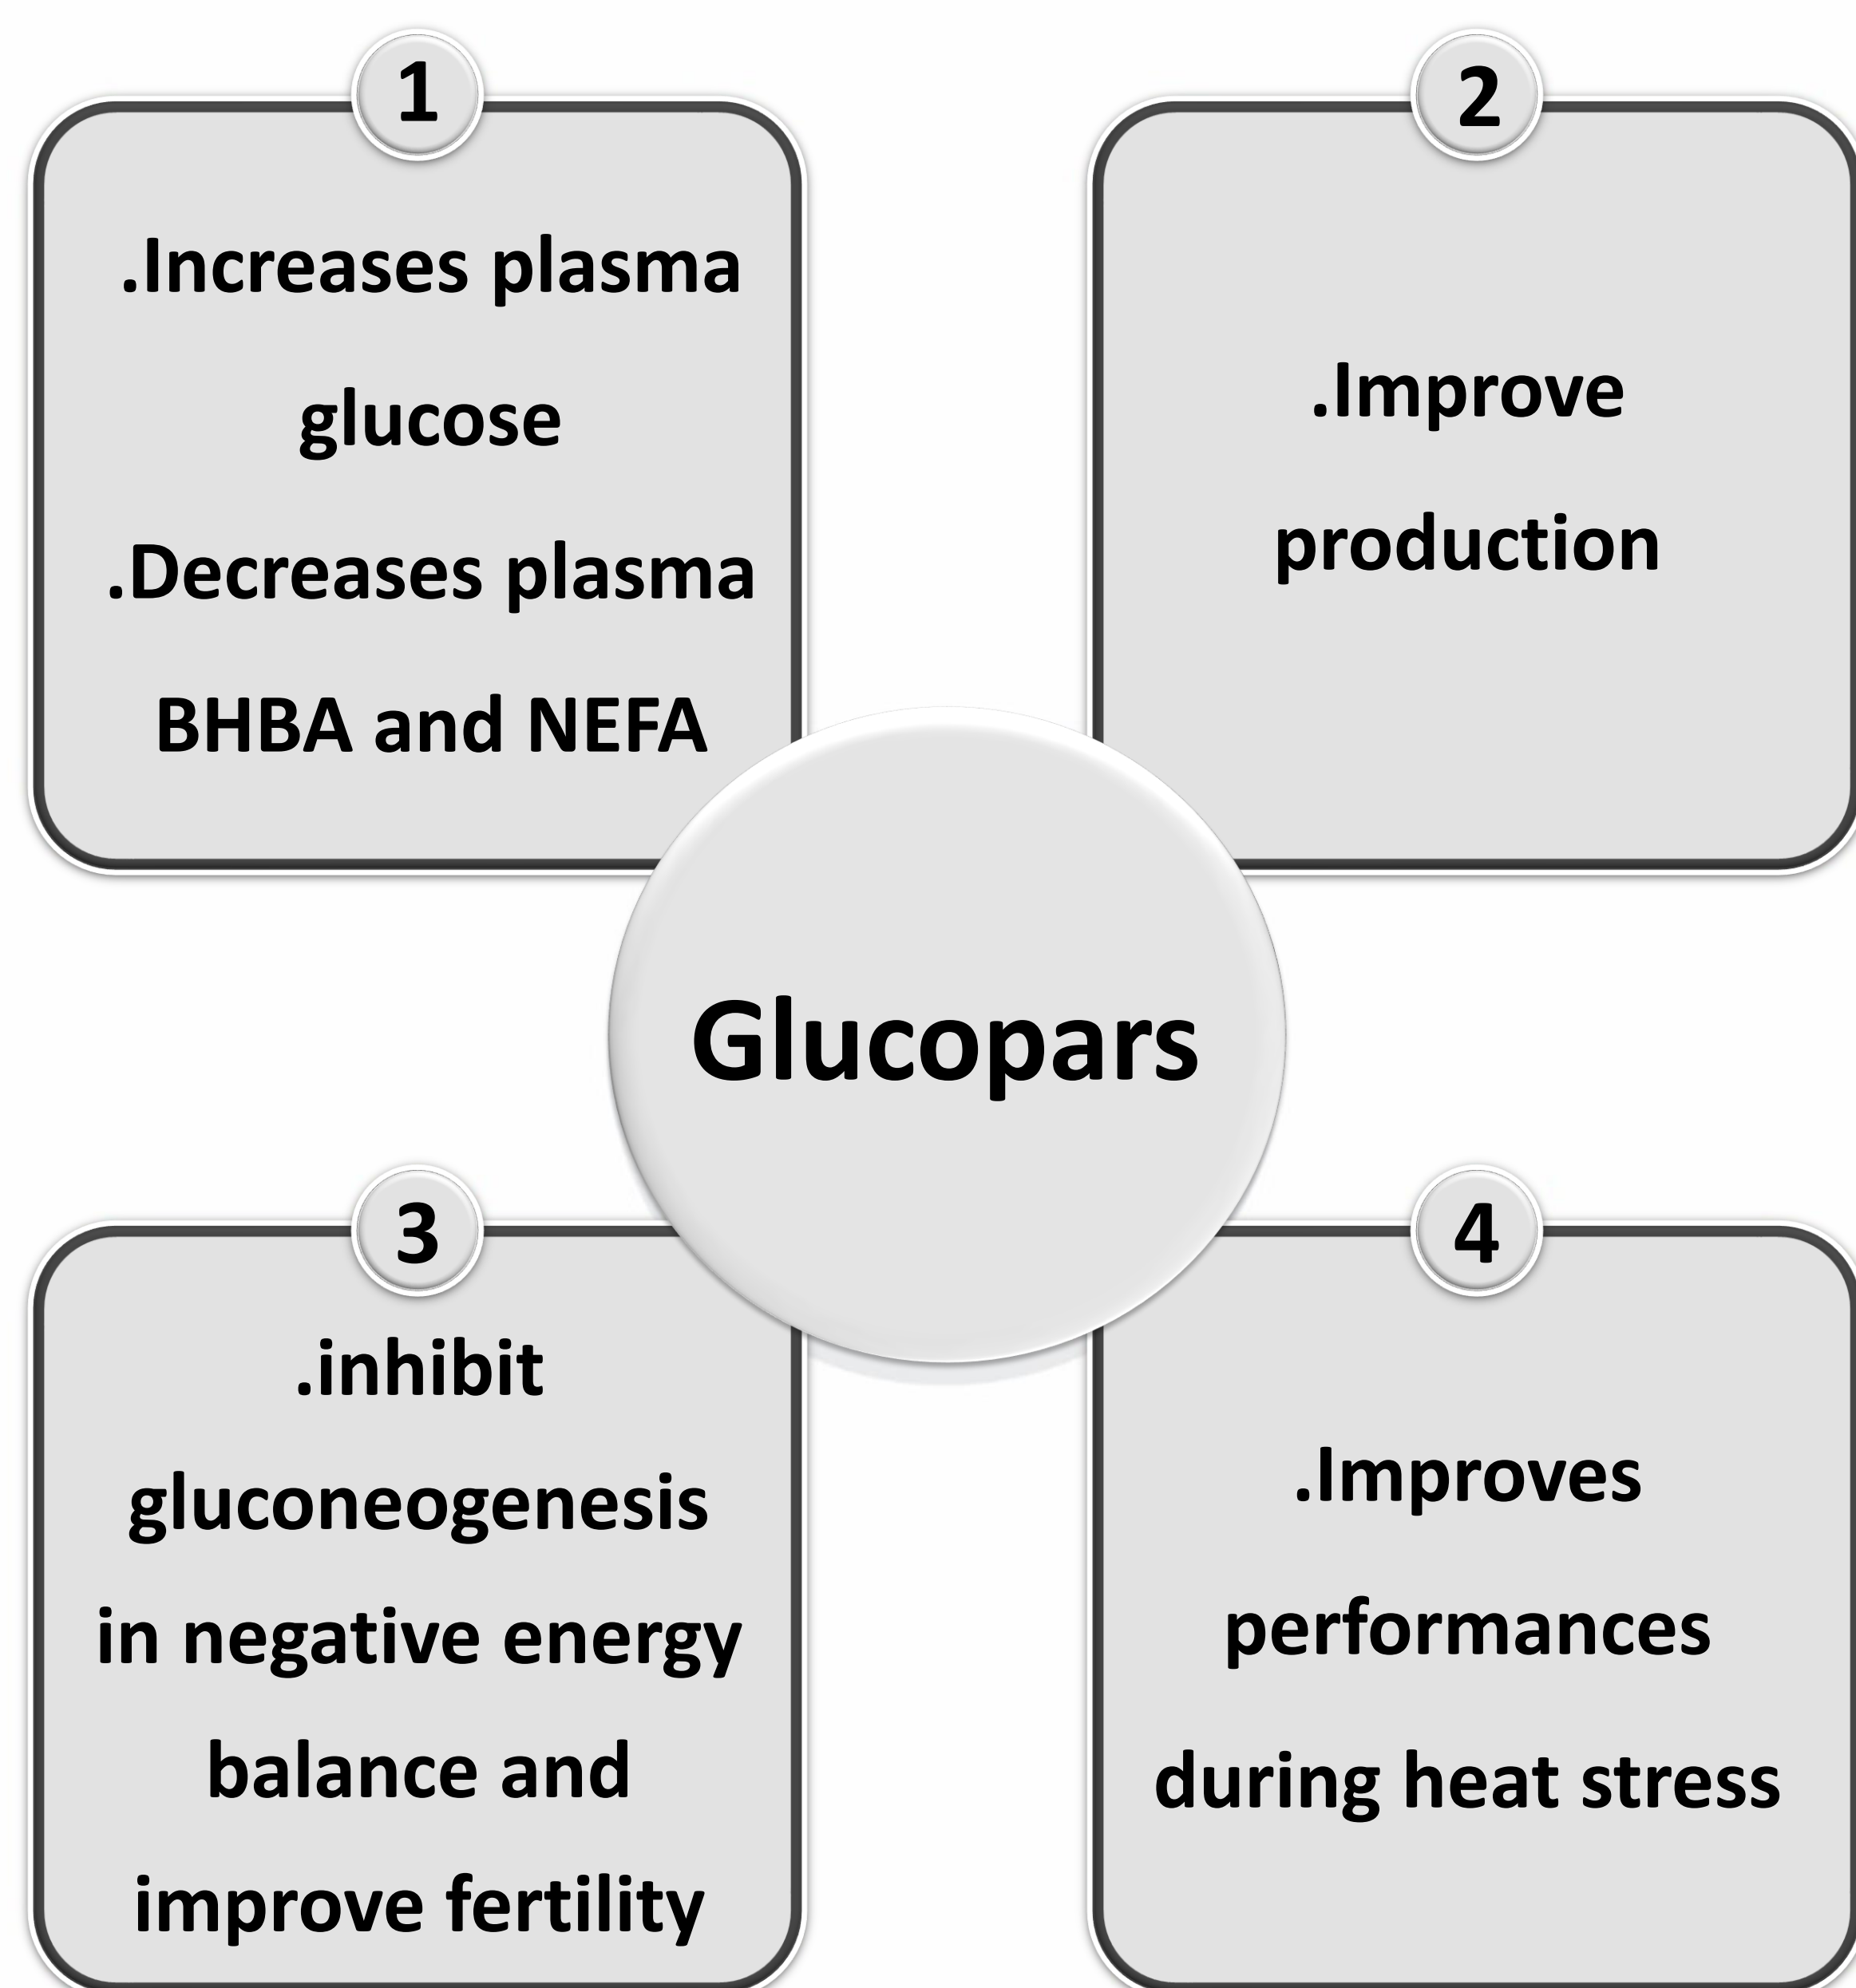 1
.Increases plasma
glucose
.Decreases plasma
BHBA and NEFA
2
.Improve
production
Glucopars
3
.inhibit
gluconeogenesis
in negative energy
balance and
improve fertility
4
.Improves
performances
during heat stress